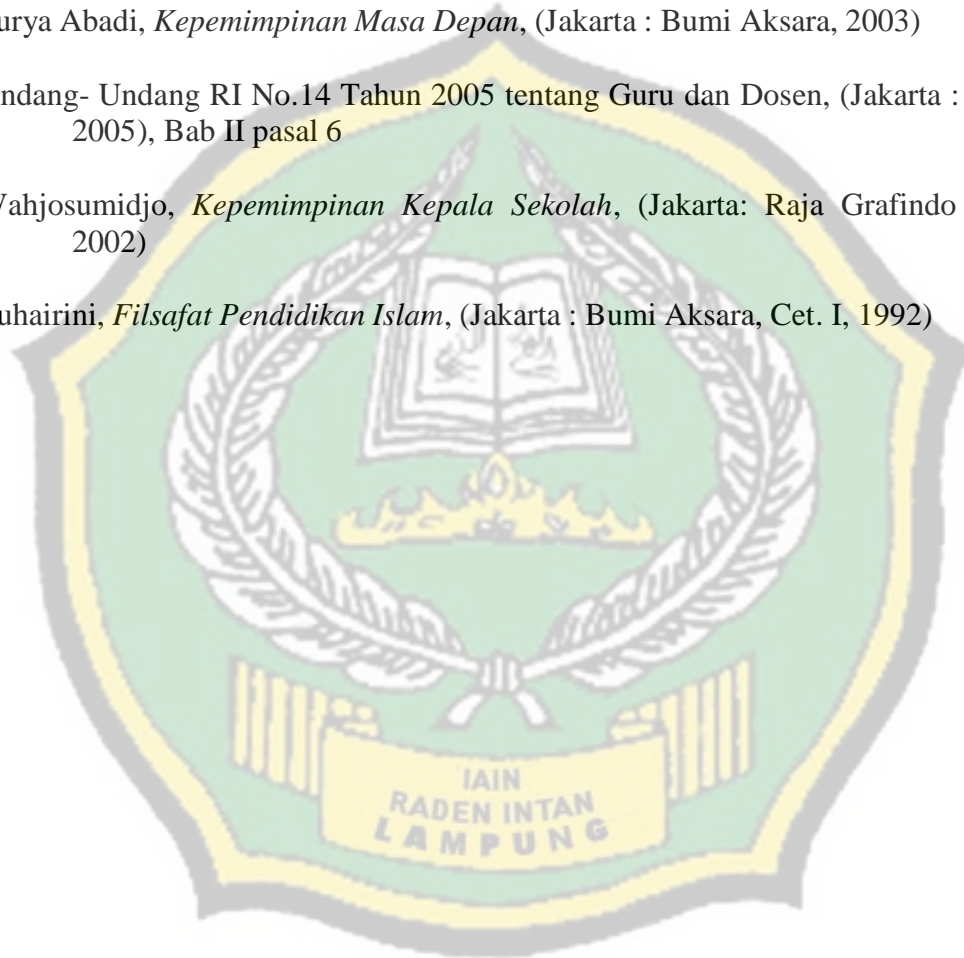 urya Abadi, Kepemimpinan Masa Depan, (Jakarta : Bumi Aksara, 2003)
ndang- Undang RI No.14 Tahun 2005 tentang Guru dan Dosen, (Jakarta :
2005), Bab II pasal 6
Vahjosumidjo, Kepemimpinan Kepala Sekolah, (Jakarta: Raja Grafindo
2002)
uhairini, Filsafat Pendidikan Islam, (Jakarta : Bumi Aksara, Cet. I, 1992)
IAIN
RADEN INTAN
LAMPUNG